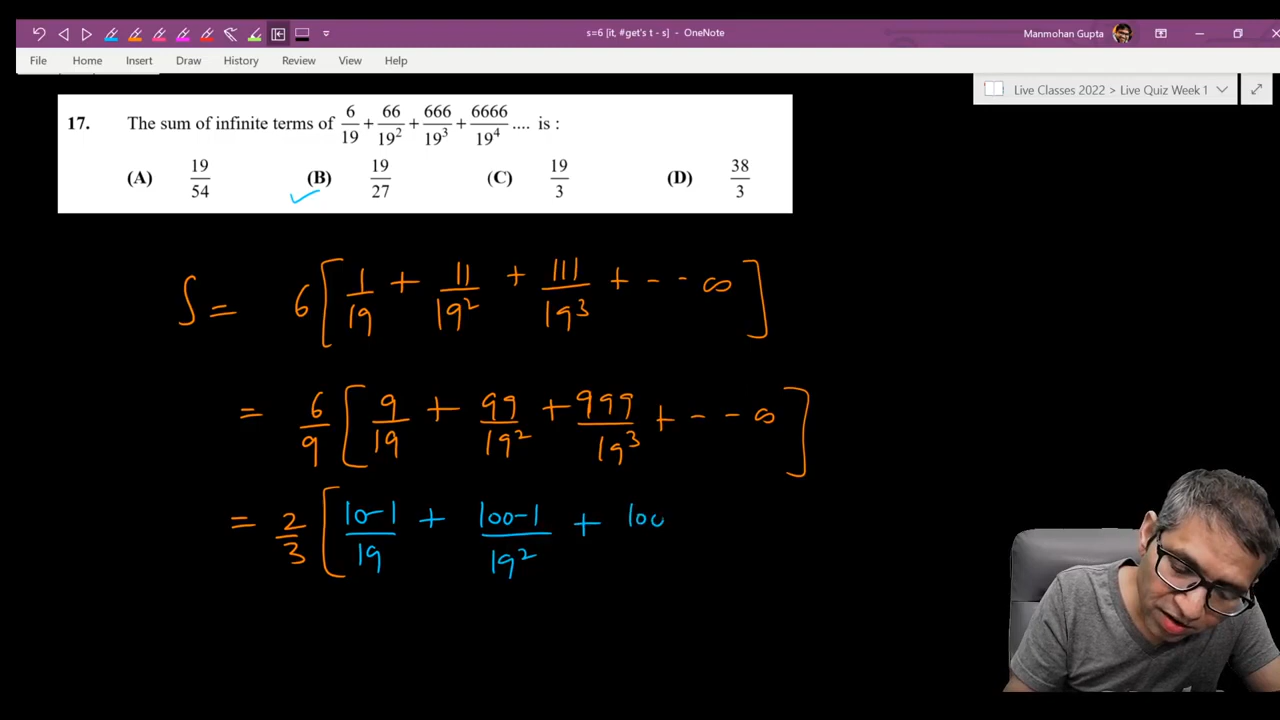 s=6 [it, #get's t - s] - OneNote
Manmohan Gupta
File Home Insert Draw History Review View Help
Live Classes 2022 > Live Quiz Week 1
17. The sum of infinite terms of 6/19 + 66/19² + 666/19³ + 6666/19⁴ .... is :
(A) 19/54 (B) 19/27 (C) 19/3 (D) 38/3
S = 6[1/19 + 11/19² + 111/19³ + - - ∞]
= 6/9[9/19 + 99/19² + 999/19³ + - - ∞]
= 2/3[10-1/19 + 100-1/19² + 100